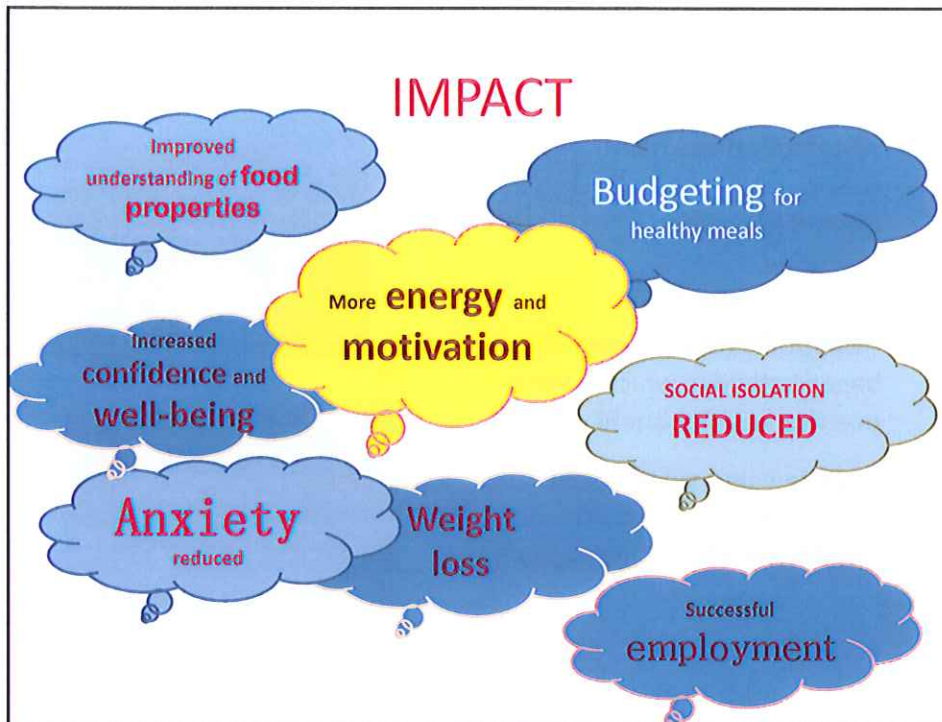 IMPACT
Improved
understanding of food
properties
Budgeting for
healthy meals
More energy and
motivation
Increased
confidence and
well-being
SOCIAL ISOLATION
REDUCED
Anxiety
reduced
Weight
loss
Successful
employment